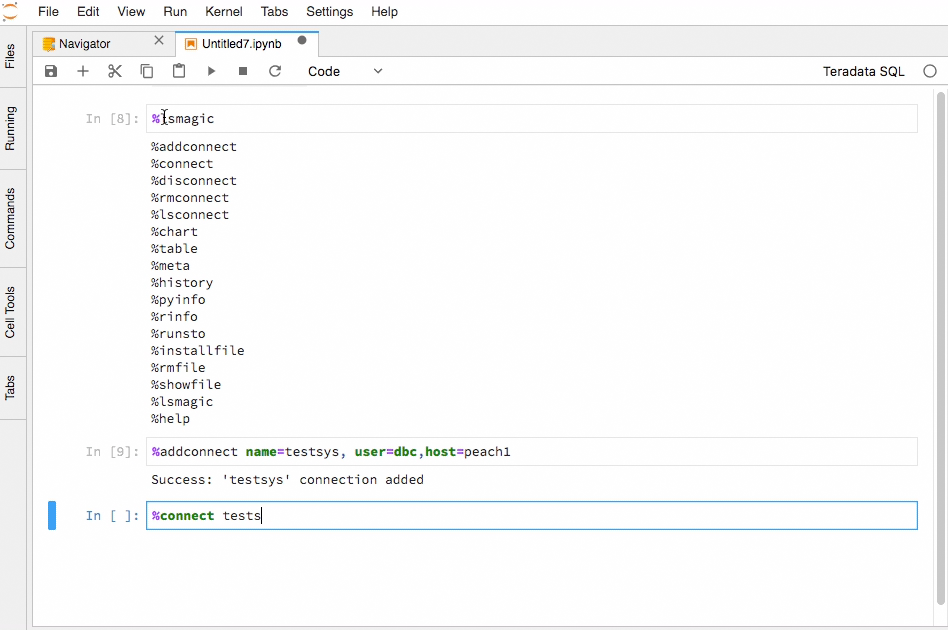 File Edit View Run Kernel Tabs Settings Help
Files
Running
Commands
Cell Tools
Tabs
Navigator
Untitled7.ipynb
Code
Teradata SQL
In [8]: %lsmagic
%addconnect
%connect
%disconnect
%rmconnect
%lsconnect
%chart
%table
%meta
%history
%pyinfo
%rinfo
%runsto
%installfile
%rmfile
%showfile
%lsmagic
%help
In [9]: %addconnect name=testsys, user=dbc,host=peach1
Success: 'testsys' connection added
In [ ]: %connect tests